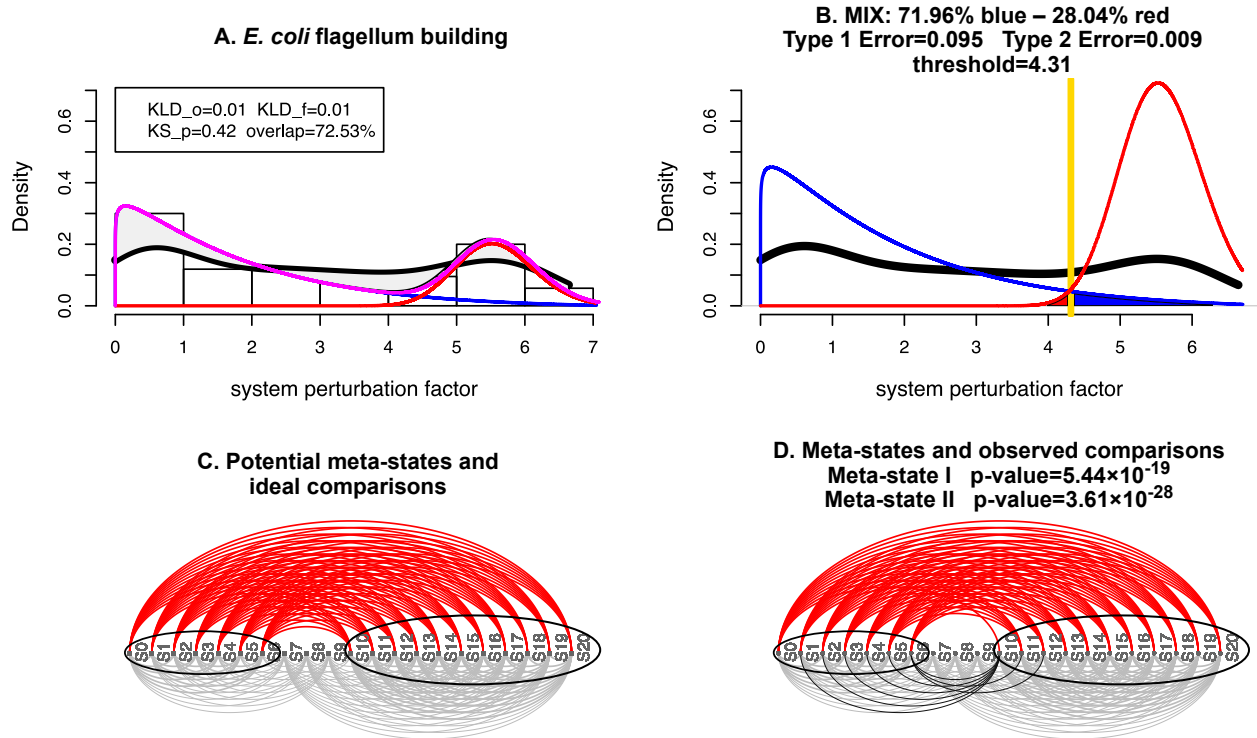 A. E. coli flagellum building
KLD_o=0.01 KLD_f=0.01
KS_p=0.42 overlap=72.53%
Density
0.0 0.2 0.4 0.6
0 1 2 3 4 5 6 7
system perturbation factor
B. MIX: 71.96% blue – 28.04% red
Type 1 Error=0.095 Type 2 Error=0.009
threshold=4.31
Density
0.0 0.2 0.4 0.6
0 1 2 3 4 5 6
system perturbation factor
C. Potential meta-states and
ideal comparisons
S0 S1 S2 S3 S4 S5 S6 S7 S8 S9 S10 S11 S12 S13 S14 S15 S16 S17 S18 S19 S20
D. Meta-states and observed comparisons
Meta-state I p-value=5.44×10⁻¹⁹
Meta-state II p-value=3.61×10⁻²⁸
S0 S1 S2 S3 S4 S5 S6 S7 S8 S9 S10 S11 S12 S13 S14 S15 S16 S17 S18 S19 S20